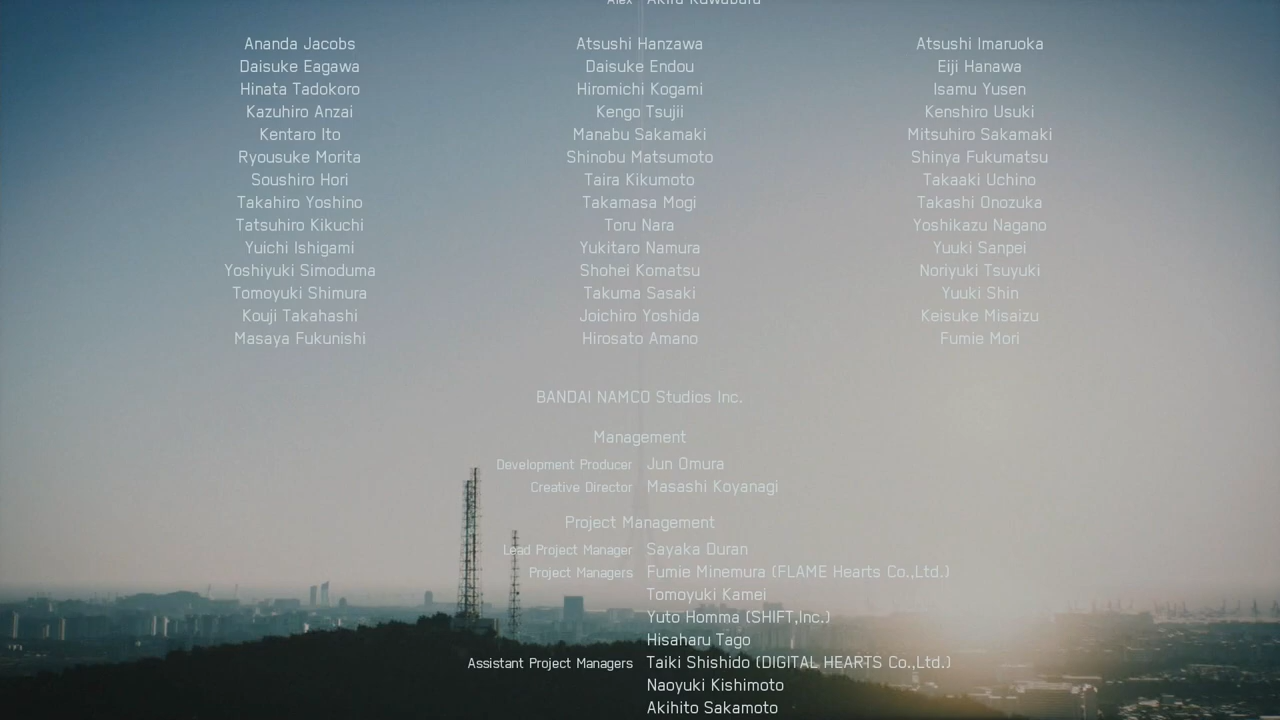 Alex Akira Kawabata
Ananda Jacobs Atsushi Hanzawa Atsushi Imaruoka
Daisuke Eagawa Daisuke Endou Eiji Hanawa
Hinata Tadokoro Hiromichi Kogami Isamu Yusen
Kazuhiro Anzai Kengo Tsujii Kenshiro Usuki
Kentaro Ito Manabu Sakamaki Mitsuhiro Sakamaki
Ryousuke Morita Shinobu Matsumoto Shinya Fukumatsu
Soushiro Hori Taira Kikumoto Takaaki Uchino
Takahiro Yoshino Takamasa Mogi Takashi Onozuka
Tatsuhiro Kikuchi Toru Nara Yoshikazu Nagano
Yuichi Ishigami Yukitaro Namura Yuuki Sanpei
Yoshiyuki Simoduma Shohei Komatsu Noriyuki Tsuyuki
Tomoyuki Shimura Takuma Sasaki Yuuki Shin
Kouji Takahashi Joichiro Yoshida Keisuke Misaizu
Masaya Fukunishi Hirosato Amano Fumie Mori
BANDAI NAMCO Studios Inc.
Management
Development Producer Jun Omura
Creative Director Masashi Koyanagi
Project Management
Lead Project Manager Sayaka Duran
Project Managers Fumie Minemura (FLAME Hearts Co.,Ltd.)
Tomoyuki Kamei
Yuto Homma (SHIFT,Inc.)
Hisaharu Tago
Assistant Project Managers Taiki Shishido (DIGITAL HEARTS Co.,Ltd.)
Naoyuki Kishimoto
Akihito Sakamoto